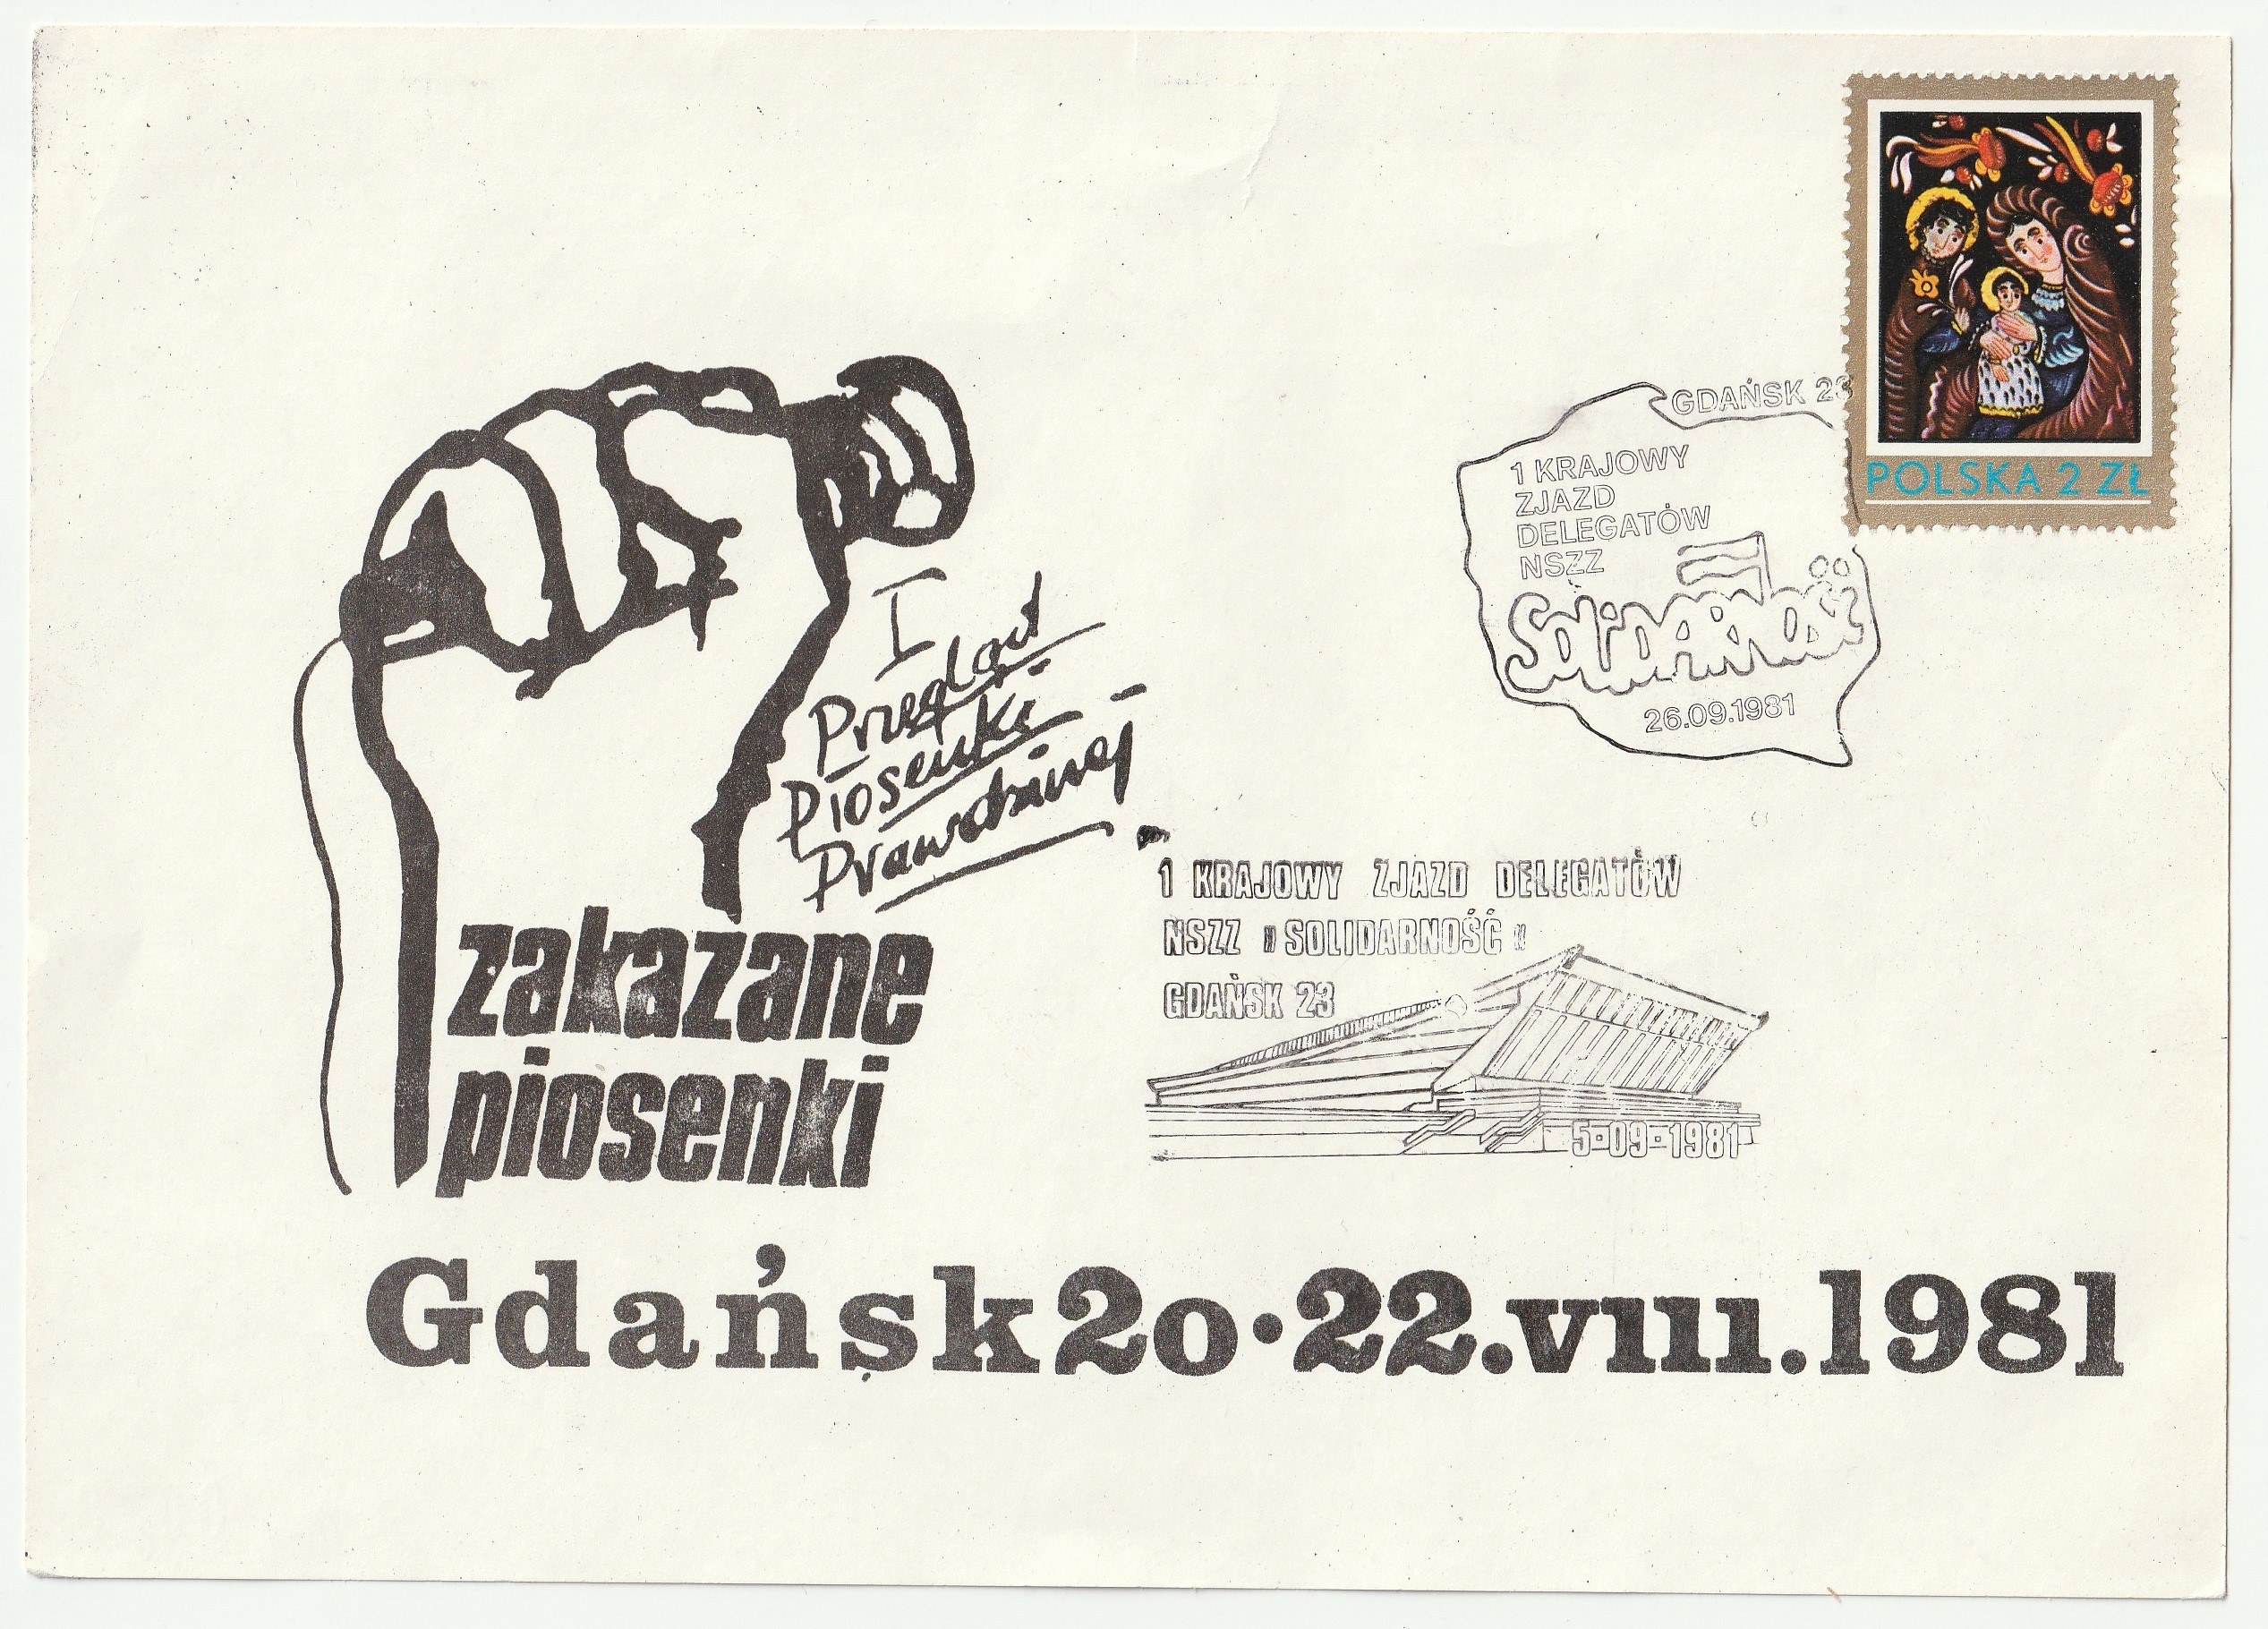 POLSKA 2 ZŁ
GDAŃSK 23
1 KRAJOWY
ZJAZD
DELEGATÓW
NSZZ
Solidarność
26.09.1981
I
Przegląd
Piosenki
Prawdziwej
zakazane
piosenki
1 KRAJOWY ZJAZD DELEGATÓW
NSZZ »SOLIDARNOŚĆ«
GDAŃSK 23
5-09-1981
Gdańsk 20·22.VIII.1981